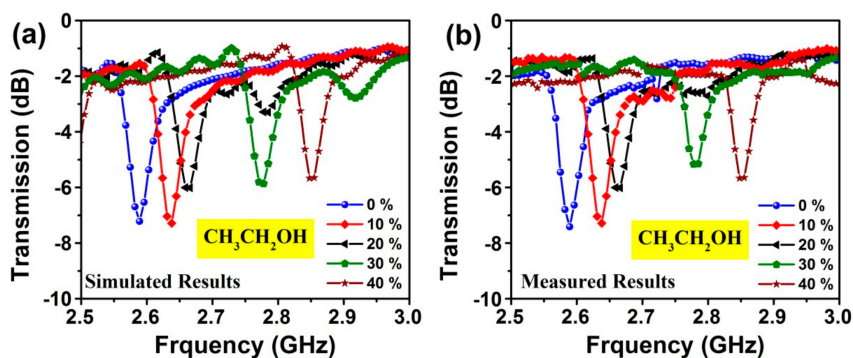 (a)
Transmission (dB)
0
-2
-4
-6
-8
-10
0 %
10 %
20 %
30 %
40 %
CH3CH2OH
Simulated Results
2.5 2.6 2.7 2.8 2.9 3.0
Frquency (GHz)
(b)
Transmission (dB)
0
-2
-4
-6
-8
-10
0 %
10 %
20 %
30 %
40 %
CH3CH2OH
Measured Results
2.5 2.6 2.7 2.8 2.9 3.0
Frquency (GHz)